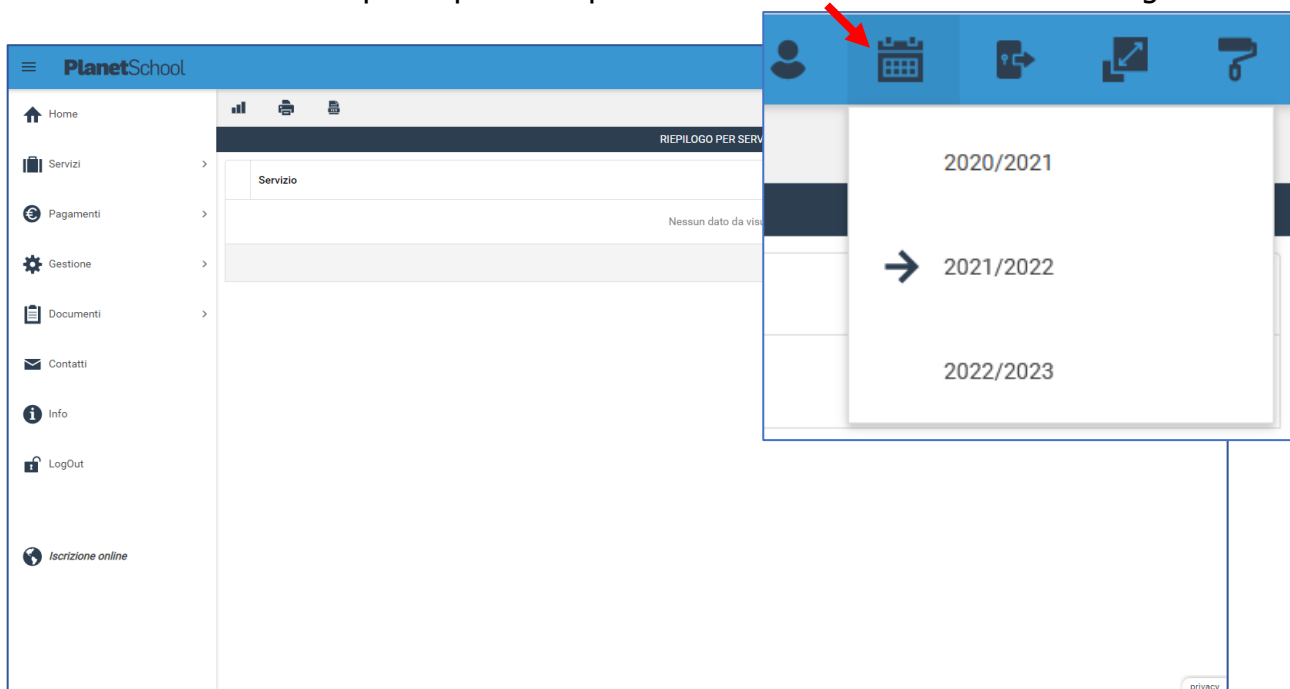 PlanetSchool
Home
Servizi
Pagamenti
Gestione
Documenti
Contatti
Info
LogOut
Iscrizione online
RIEPILOGO PER SERV
Servizio
Nessun dato da visu
2020/2021
2021/2022
2022/2023
privacy